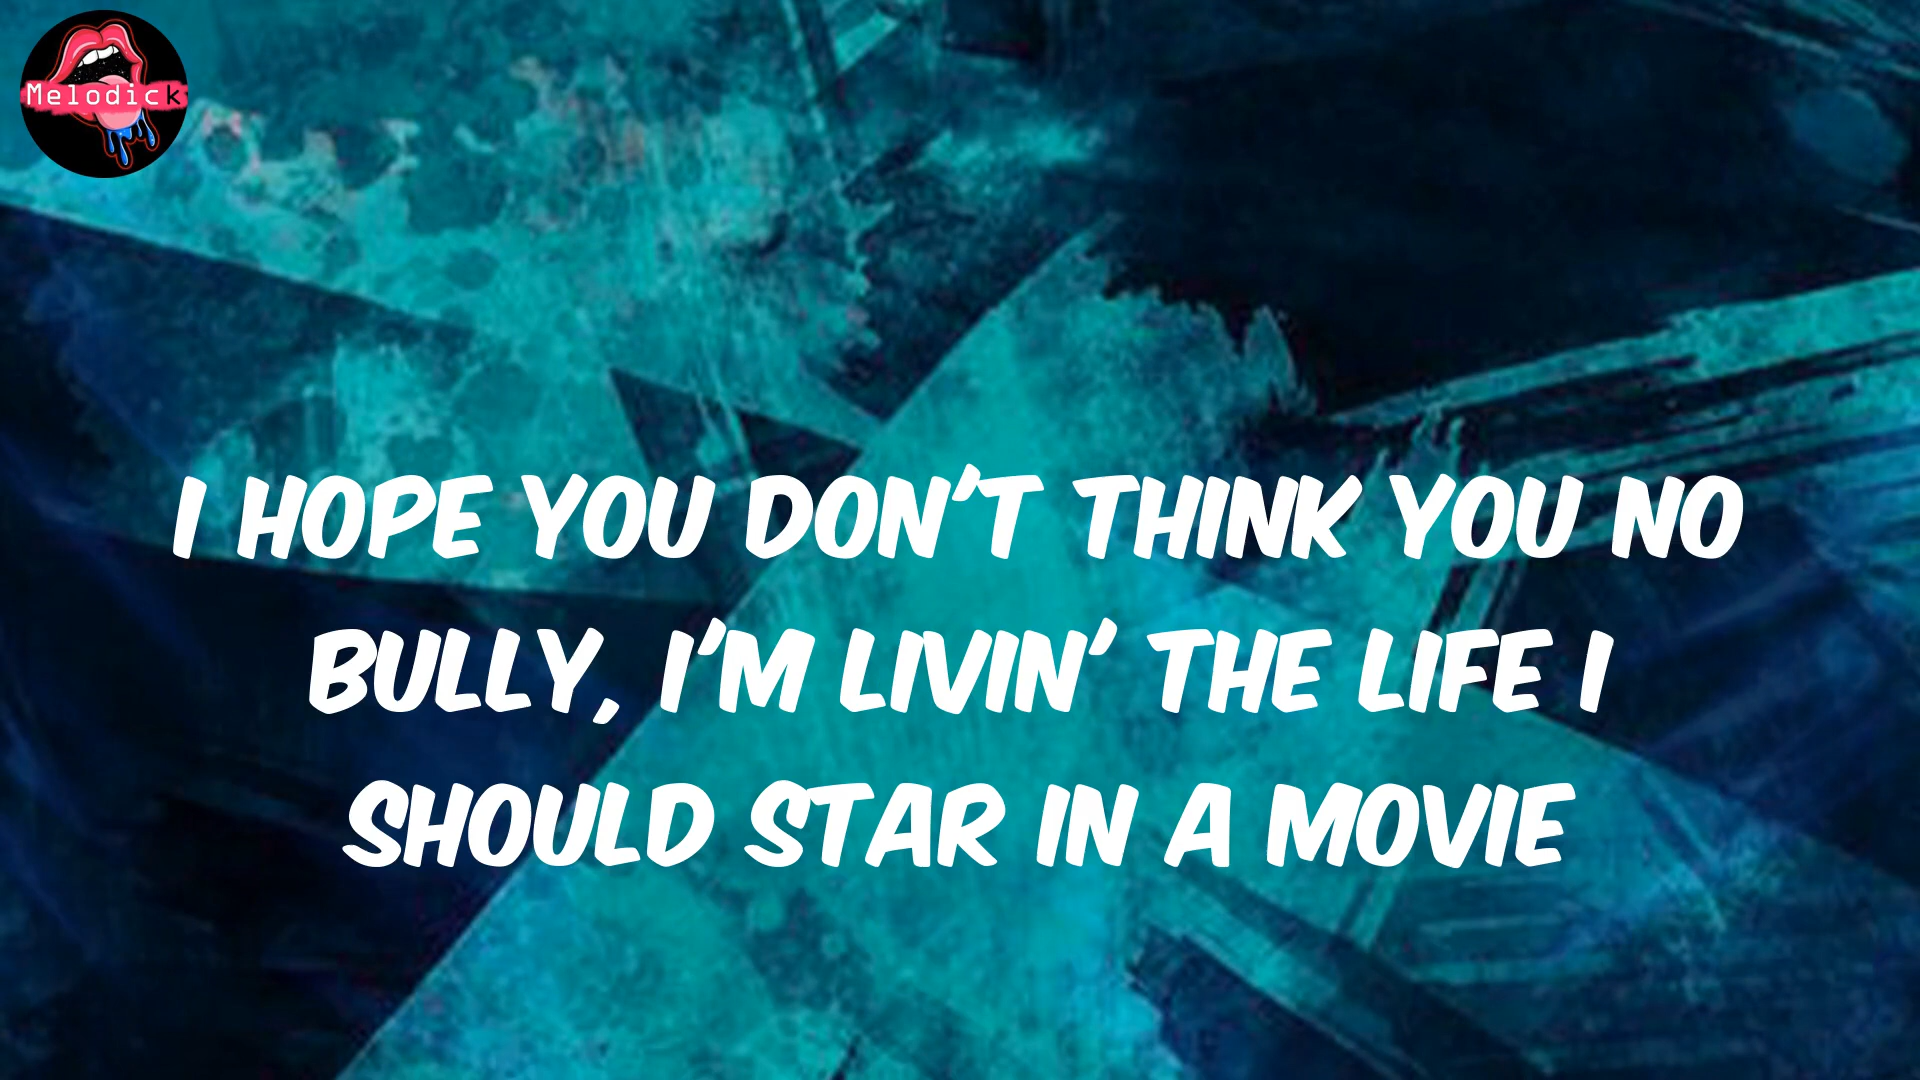 Melodick
I HOPE YOU DON'T THINK YOU NO
BULLY, I'M LIVIN' THE LIFE I
SHOULD STAR IN A MOVIE